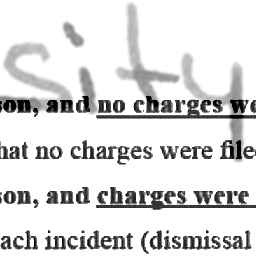 sity
son, and no charges we
hat no charges were filed
son, and charges were
ach incident (dismissal